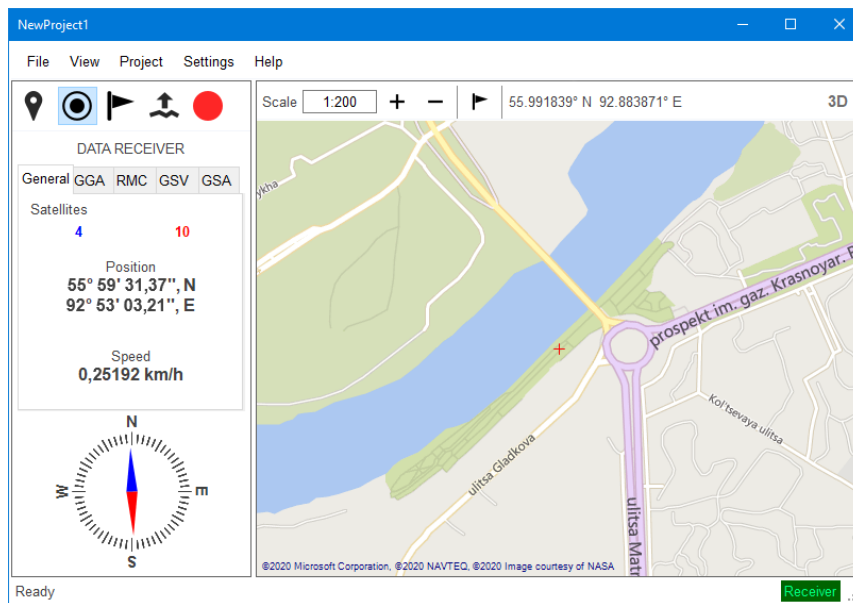 NewProject1
File View Project Settings Help
Scale 1:200 + − 55.991839° N 92.883871° E 3D
DATA RECEIVER
General GGA RMC GSV GSA
Satellites
4 10
Position
55° 59' 31,37", N
92° 53' 03,21", E
Speed
0,25192 km/h
N
W E
S
ykha
prospekt im. gaz. Krasnoyar. R
Kol'tsevaya ulitsa
ulitsa Gladkova
ulitsa Matr
©2020 Microsoft Corporation, ©2020 NAVTEQ, ©2020 Image courtesy of NASA
Ready Receiver